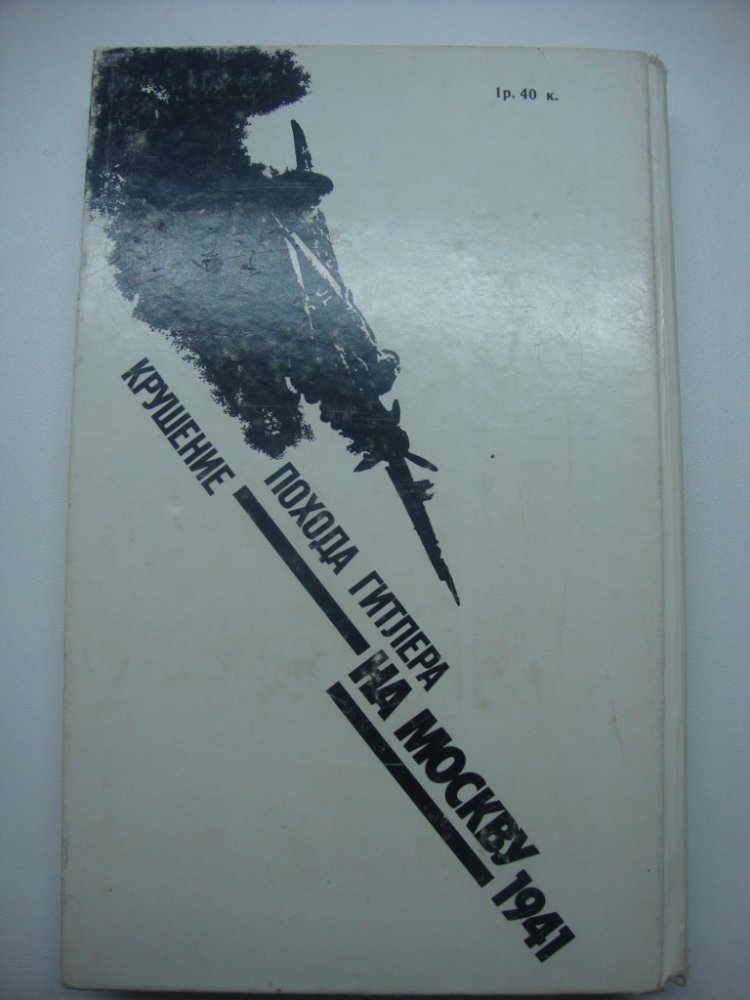 1р. 40 к.
КРУШЕНИЕ
ПОХОДА ГИТЛЕРА
НА МОСКВУ 1941